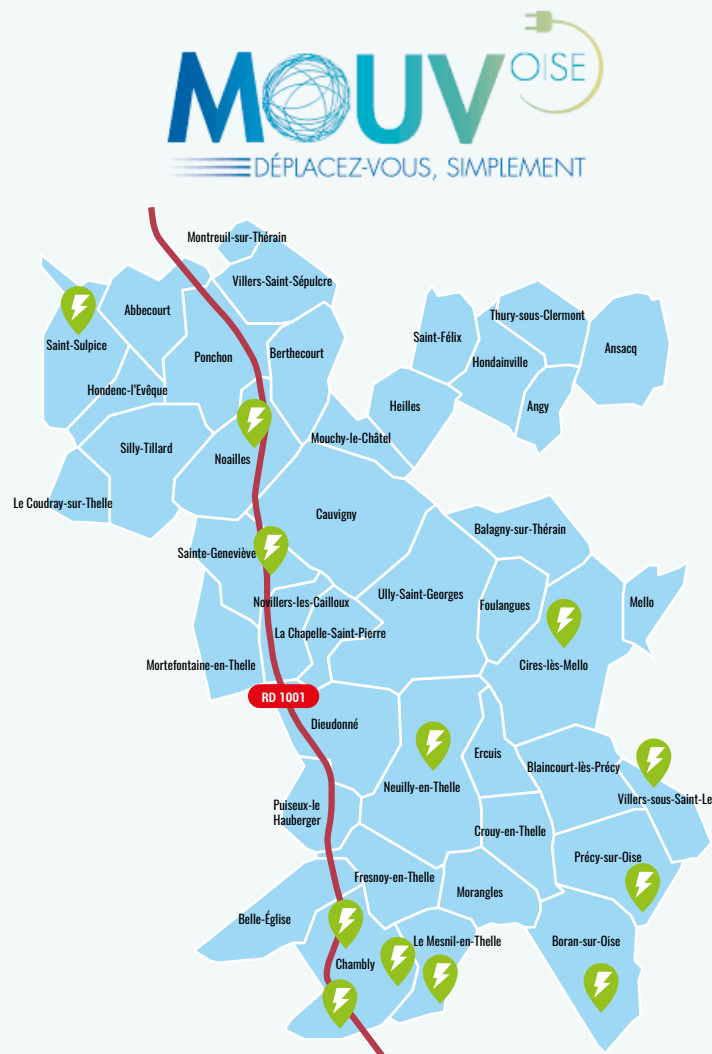 MOUV OISE
DÉPLACEZ-VOUS, SIMPLEMENT
Montreuil-sur-Thérain
Villers-Saint-Sépulcre
Abbecourt
Saint-Sulpice
Ponchon
Berthecourt
Hondenc-l'Evêque
Silly-Tillard
Noailles
Mouchy-le-Châtel
Heilles
Saint-Félix
Thury-sous-Clermont
Hondainville
Angy
Ansacq
Le Coudray-sur-Thelle
Cauvigny
Sainte-Geneviève
Balagny-sur-Thérain
Novillers-les-Cailloux
Ully-Saint-Georges
Foulangues
Mello
La Chapelle-Saint-Pierre
Mortefontaine-en-Thelle
Cires-lès-Mello
RD 1001
Dieudonné
Ercuis
Blaincourt-lès-Précy
Neuilly-en-Thelle
Villers-sous-Saint-Le
Puiseux-le
Hauberger
Crouy-en-Thelle
Précy-sur-Oise
Fresnoy-en-Thelle
Morangles
Belle-Église
Le Mesnil-en-Thelle
Boran-sur-Oise
Chambly